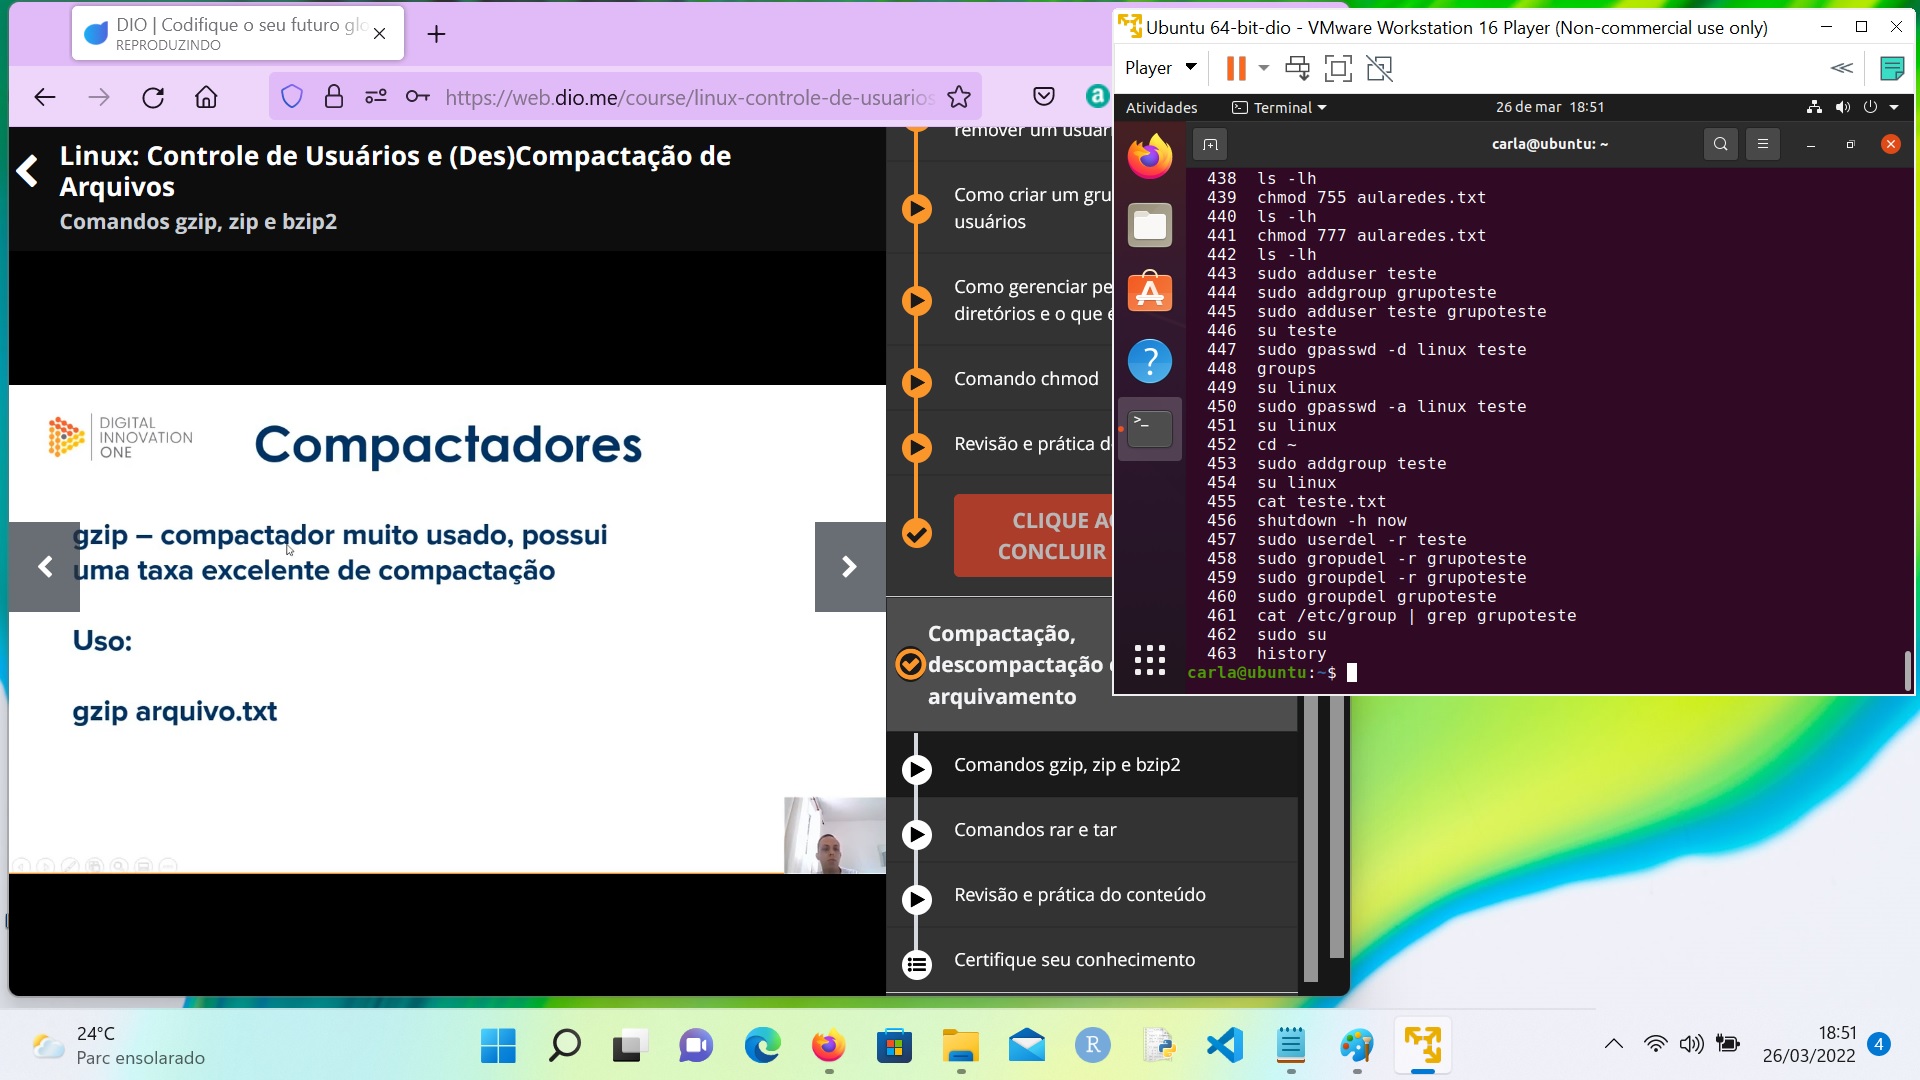 DIO | Codifique o seu futuro glo
REPRODUZINDO
https://web.dio.me/course/linux-controle-de-usuarios
Linux: Controle de Usuários e (Des)Compactação de
Arquivos
Comandos gzip, zip e bzip2
DIGITAL
INNOVATION
ONE
Compactadores
gzip – compactador muito usado, possui
uma taxa excelente de compactação
Uso:
gzip arquivo.txt
remover um usuári
Como criar um gru
usuários
Como gerenciar pe
diretórios e o que é
Comando chmod
Revisão e prática d
CLIQUE A
CONCLUIR
Compactação,
descompactação
arquivamento
Comandos gzip, zip e bzip2
Comandos rar e tar
Revisão e prática do conteúdo
Certifique seu conhecimento
Ubuntu 64-bit-dio - VMware Workstation 16 Player (Non-commercial use only)
Player
Atividades
Terminal
26 de mar 18:51
carla@ubuntu: ~
438 ls -lh
439 chmod 755 aularedes.txt
440 ls -lh
441 chmod 777 aularedes.txt
442 ls -lh
443 sudo adduser teste
444 sudo addgroup grupoteste
445 sudo adduser teste grupoteste
446 su teste
447 sudo gpasswd -d linux teste
448 groups
449 su linux
450 sudo gpasswd -a linux teste
451 su linux
452 cd ~
453 sudo addgroup teste
454 su linux
455 cat teste.txt
456 shutdown -h now
457 sudo userdel -r teste
458 sudo gropudel -r grupoteste
459 sudo groupdel -r grupoteste
460 sudo groupdel grupoteste
461 cat /etc/group | grep grupoteste
462 sudo su
463 history
carla@ubuntu:~$
24°C
Parc ensolarado
18:51
26/03/2022
4